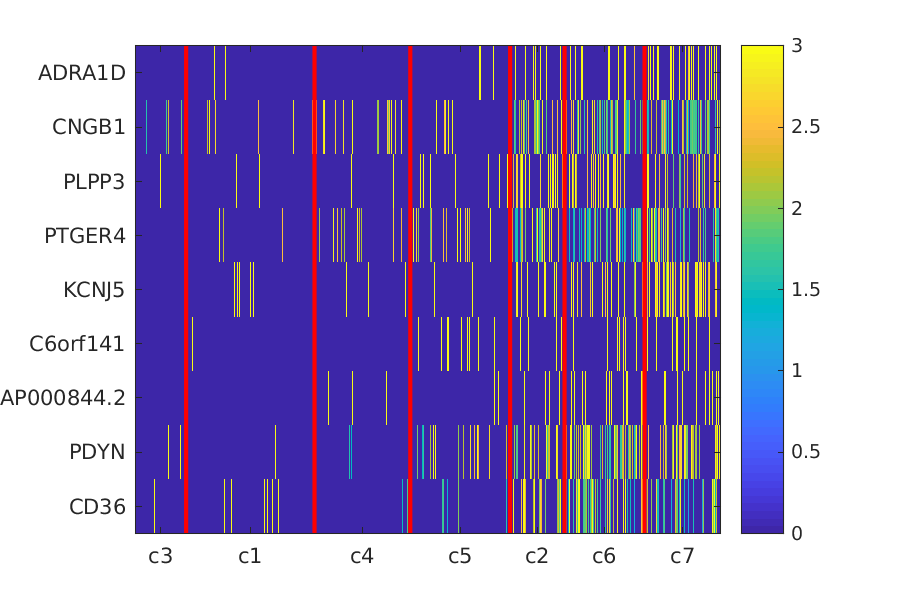 ADRA1D
CNGB1
PLPP3
PTGER4
KCNJ5
C6orf141
AP000844.2
PDYN
CD36
c3 c1 c4 c5 c2 c6 c7
3
2.5
2
1.5
1
0.5
0